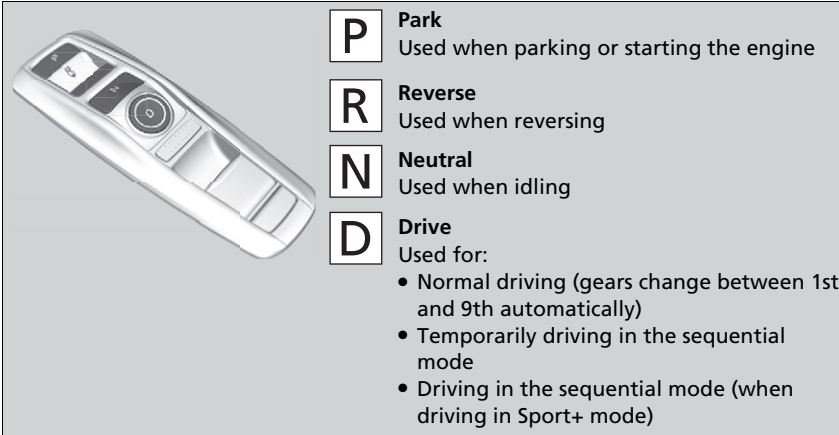 P
Park
Used when parking or starting the engine
R
Reverse
Used when reversing
N
Neutral
Used when idling
D
Drive
Used for:
• Normal driving (gears change between 1st
and 9th automatically)
• Temporarily driving in the sequential
mode
• Driving in the sequential mode (when
driving in Sport+ mode)
P
N
D